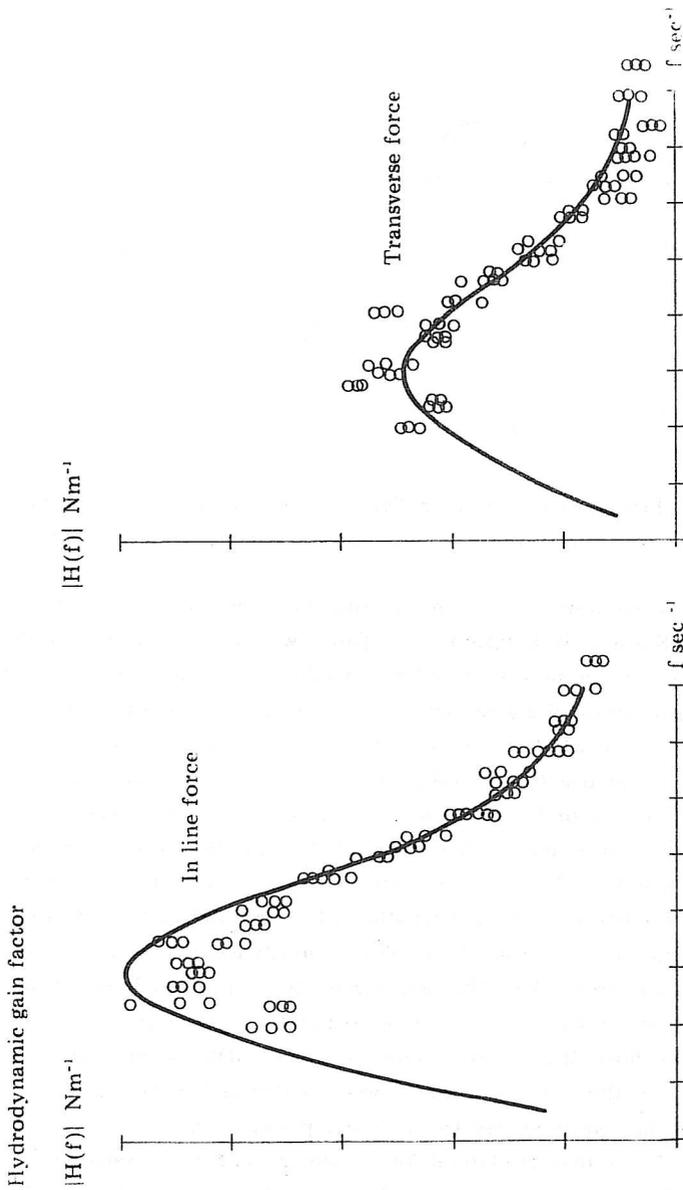 Hydrodynamic gain factor
|H(f)| Nm⁻¹
In line force
f sec⁻¹
|H(f)| Nm⁻¹
Transverse force
f sec⁻¹